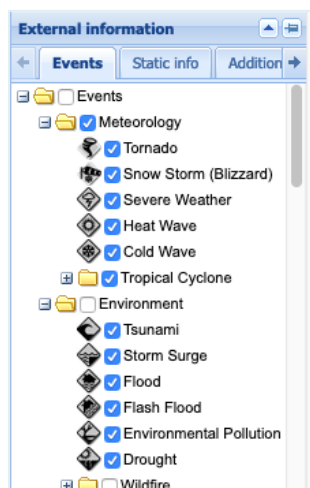 External information
Events Static info Addition
Events
Meteorology
Tornado
Snow Storm (Blizzard)
Severe Weather
Heat Wave
Cold Wave
Tropical Cyclone
Environment
Tsunami
Storm Surge
Flood
Flash Flood
Environmental Pollution
Drought
Wildfire